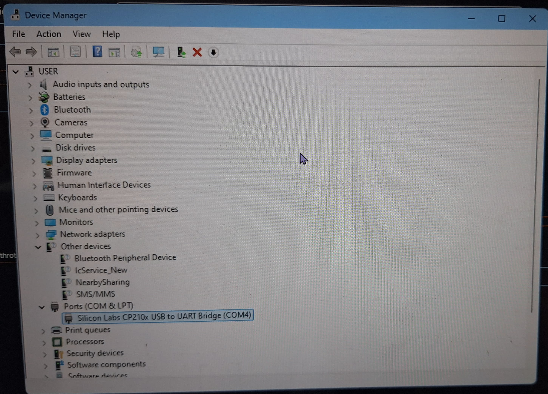 Device Manager
File Action View Help
USER
Audio inputs and outputs
Batteries
Bluetooth
Cameras
Computer
Disk drives
Display adapters
Firmware
Human Interface Devices
Keyboards
Mice and other pointing devices
Monitors
Network adapters
Other devices
Bluetooth Peripheral Device
IcService_New
NearbySharing
SMS/MMS
Ports (COM & LPT)
Silicon Labs CP210x USB to UART Bridge (COM4)
Print queues
Processors
Security devices
Software components
Software devices